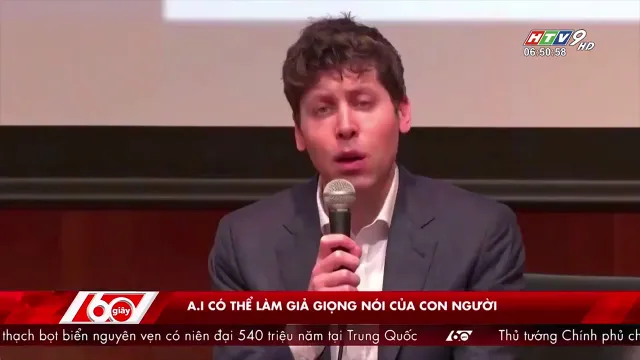 HTV9 HD
06:50:58
60 giây
A.I CÓ THỂ LÀM GIẢ GIỌNG NÓI CỦA CON NGƯỜI
thạch bọt biển nguyên vẹn có niên đại 540 triệu năm tại Trung Quốc 60 Thủ tướng Chính phủ c